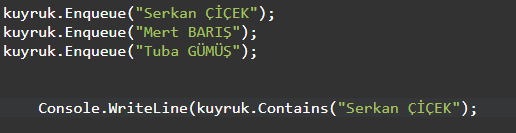 kuyruk.Enqueue("Serkan ÇİÇEK");
kuyruk.Enqueue("Mert BARIŞ");
kuyruk.Enqueue("Tuba GÜMÜŞ");
Console.WriteLine(kuyruk.Contains("Serkan ÇİÇEK");